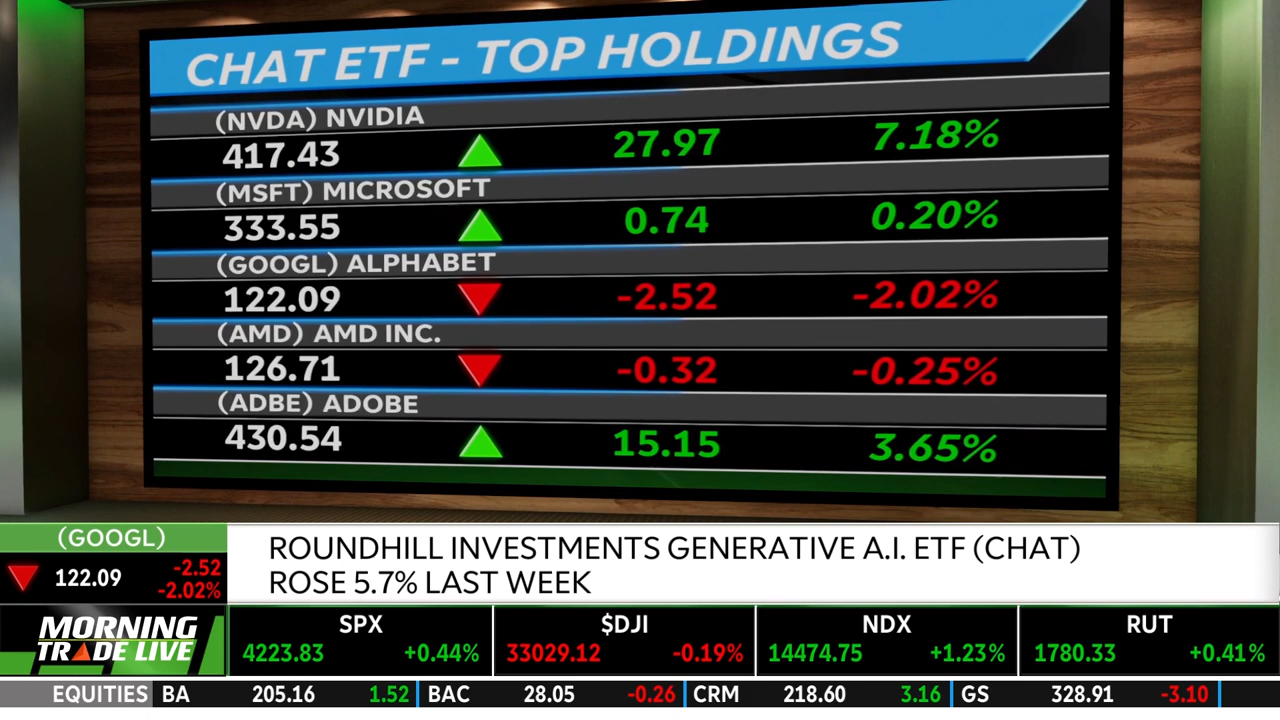 CHAT ETF - TOP HOLDINGS
(NVDA) NVIDIA
417.43 27.97 7.18%
(MSFT) MICROSOFT
333.55 0.74 0.20%
(GOOGL) ALPHABET
122.09 -2.52 -2.02%
(AMD) AMD INC.
126.71 -0.32 -0.25%
(ADBE) ADOBE
430.54 15.15 3.65%
(GOOGL)
122.09 -2.52
-2.02%
ROUNDHILL INVESTMENTS GENERATIVE A.I. ETF (CHAT)
ROSE 5.7% LAST WEEK
MORNING
TRADE LIVE
SPX
4223.83 +0.44%
$DJI
33029.12 -0.19%
NDX
14474.75 +1.23%
RUT
1780.33 +0.41%
EQUITIES BA 205.16 1.52 BAC 28.05 -0.26 CRM 218.60 3.16 GS 328.91 -3.10